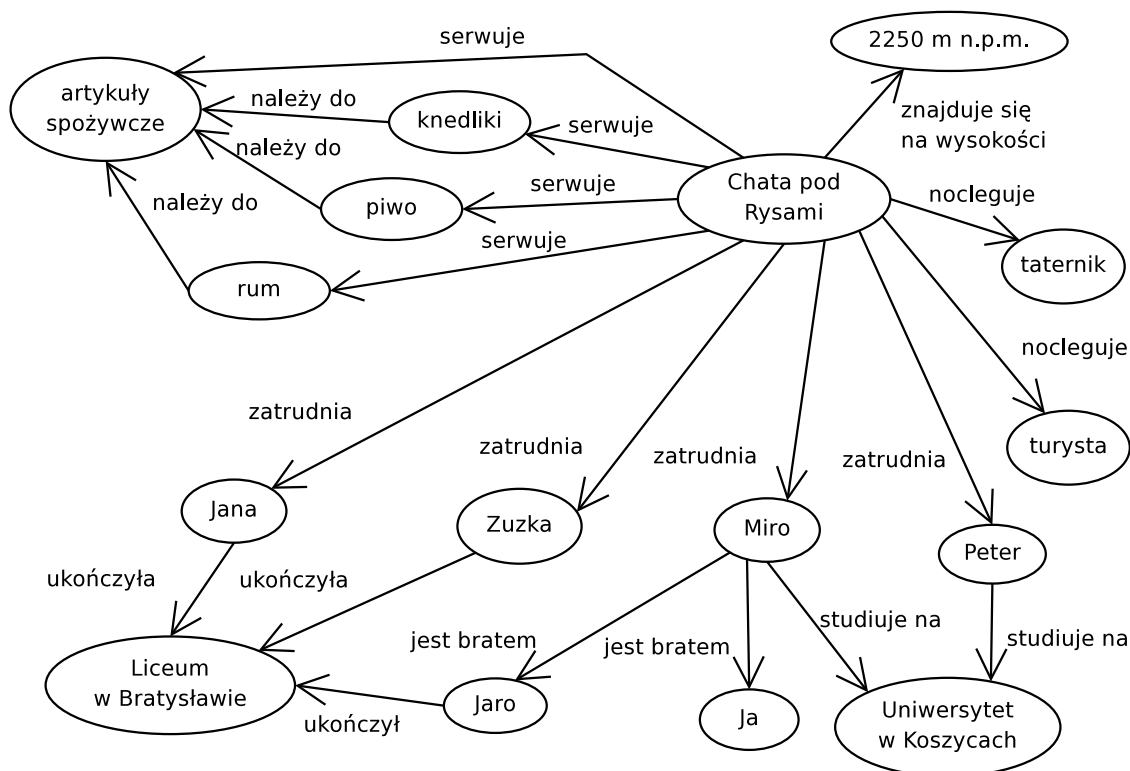 serwuje
2250 m n.p.m.
artykuły
spożywcze
należy do
knedliki
serwuje
znajduje się
na wysokości
należy do
piwo
serwuje
Chata pod
Rysami
nocleguje
należy do
rum
serwuje
taternik
nocleguje
zatrudnia
zatrudnia
zatrudnia
zatrudnia
turysta
Jana
Zuzka
Miro
Peter
ukończyła
ukończyła
jest bratem
jest bratem
studiuje na
studiuje na
Liceum
w Bratysławie
ukończył
Jaro
Ja
Uniwersytet
w Koszycach